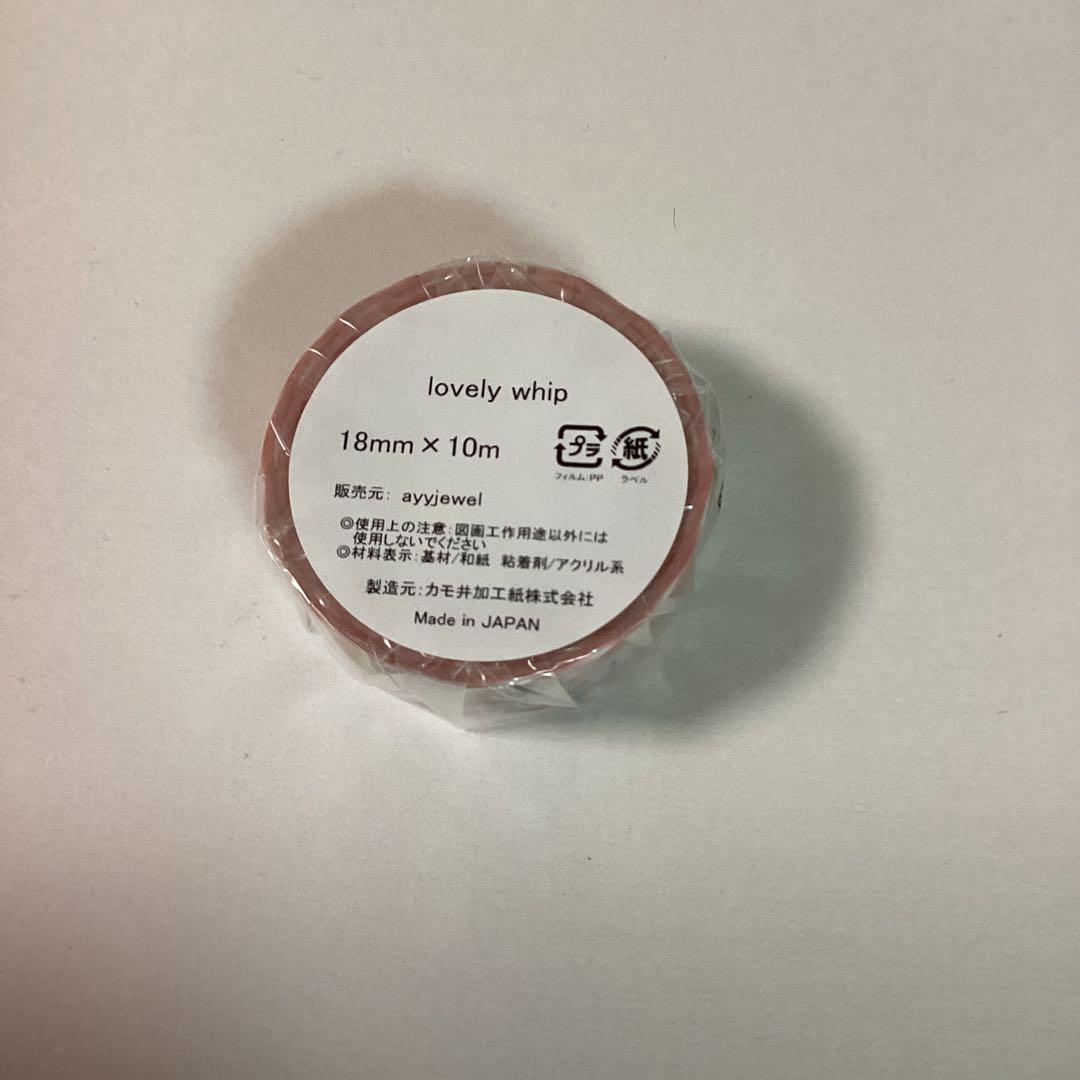 lovely whip
18mm×10m
プラ 紙
フィルム:PP ラベル
販売元: ayyjewel
◎使用上の注意:図画工作用途以外には
使用しないでください
◎材料表示:基材/和紙 粘着剤/アクリル系
製造元:カモ井加工紙株式会社
Made in JAPAN